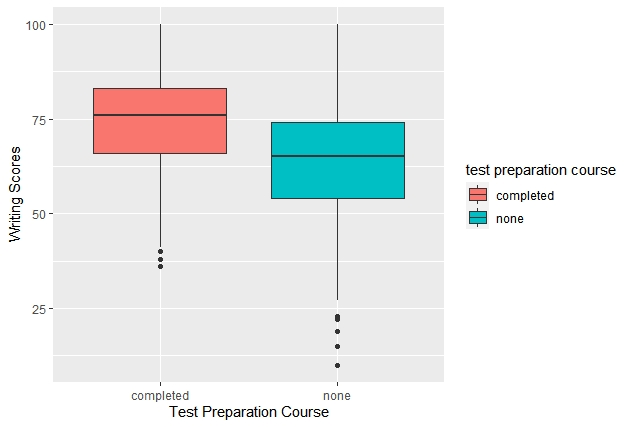 100
75
50
25
Writing Scores
completed
none
Test Preparation Course
test preparation course
completed
none